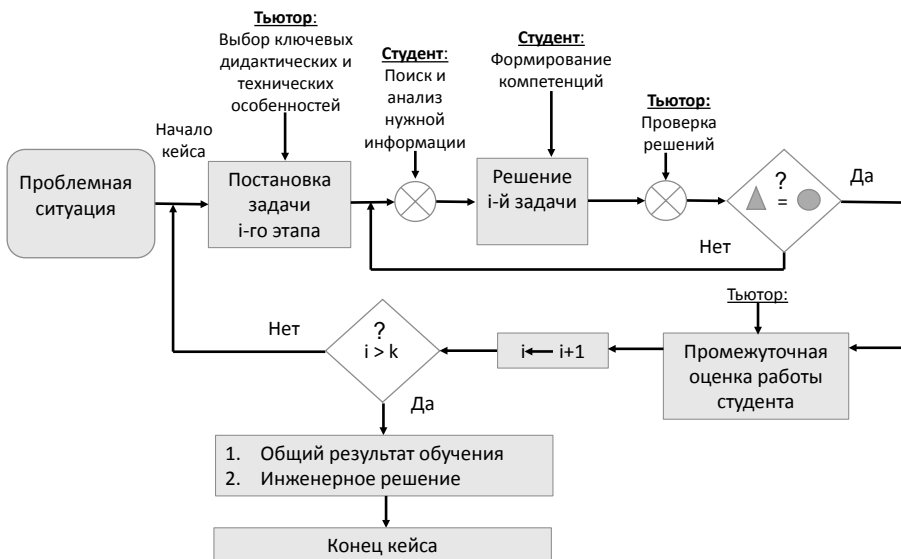 Тьютор:
Выбор ключевых
дидактических и
технических
особенностей
Студент:
Поиск и
анализ
нужной
информации
Студент:
Формирование
компетенций
Тьютор:
Проверка
решений
Начало
кейса
Проблемная
ситуация
Постановка
задачи
i-го этапа
Решение
i-й задачи
?
=
Да
Нет
Тьютор:
Промежуточная
оценка работы
студента
i ← i+1
?
i > k
Нет
Да
1. Общий результат обучения
2. Инженерное решение
Конец кейса